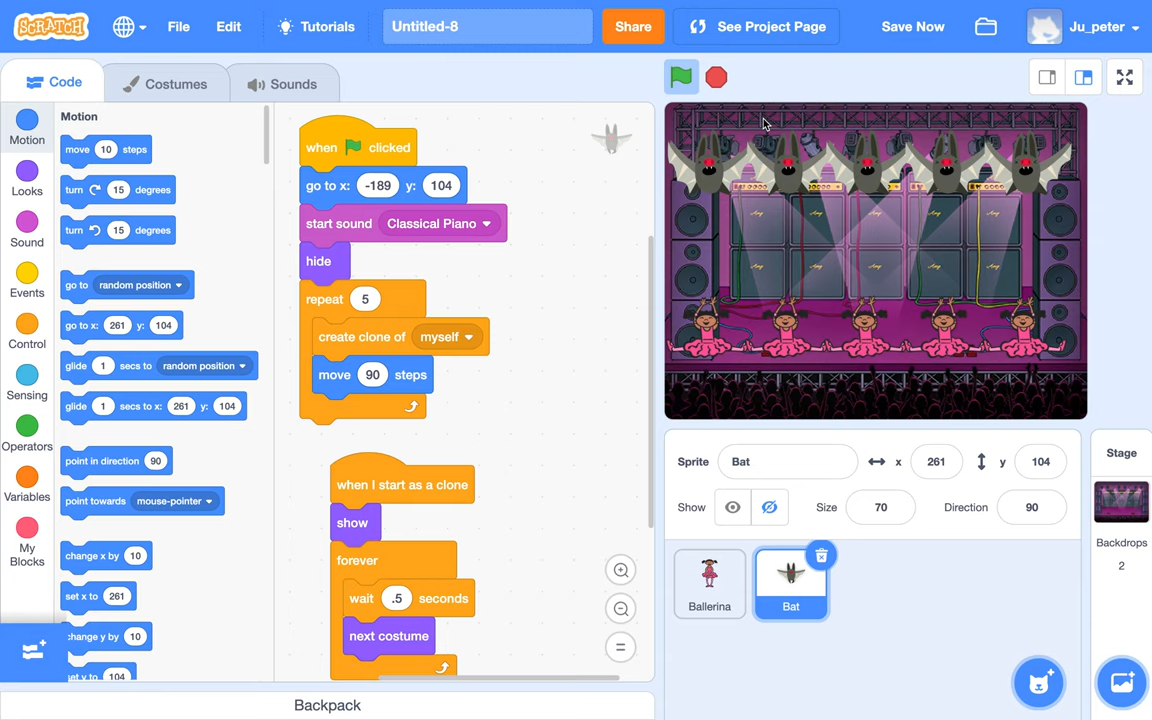 SCRATCH File Edit Tutorials Untitled-8 Share See Project Page Save Now Ju_peter
Code Costumes Sounds
Motion
Looks
Sound
Events
Control
Sensing
Operators
Variables
My
Blocks
Motion
move 10 steps
turn 15 degrees
turn 15 degrees
go to random position
go to x: 261 y: 104
glide 1 secs to random position
glide 1 secs to x: 261 y: 104
point in direction 90
point towards mouse-pointer
change x by 10
set x to 261
change y by 10
set y to 104
when clicked
go to x: -189 y: 104
start sound Classical Piano
hide
repeat 5
create clone of myself
move 90 steps
when I start as a clone
show
forever
wait .5 seconds
next costume
Backpack
Sprite Bat x 261 y 104
Show Size 70 Direction 90
Ballerina
Bat
Stage
Backdrops
2